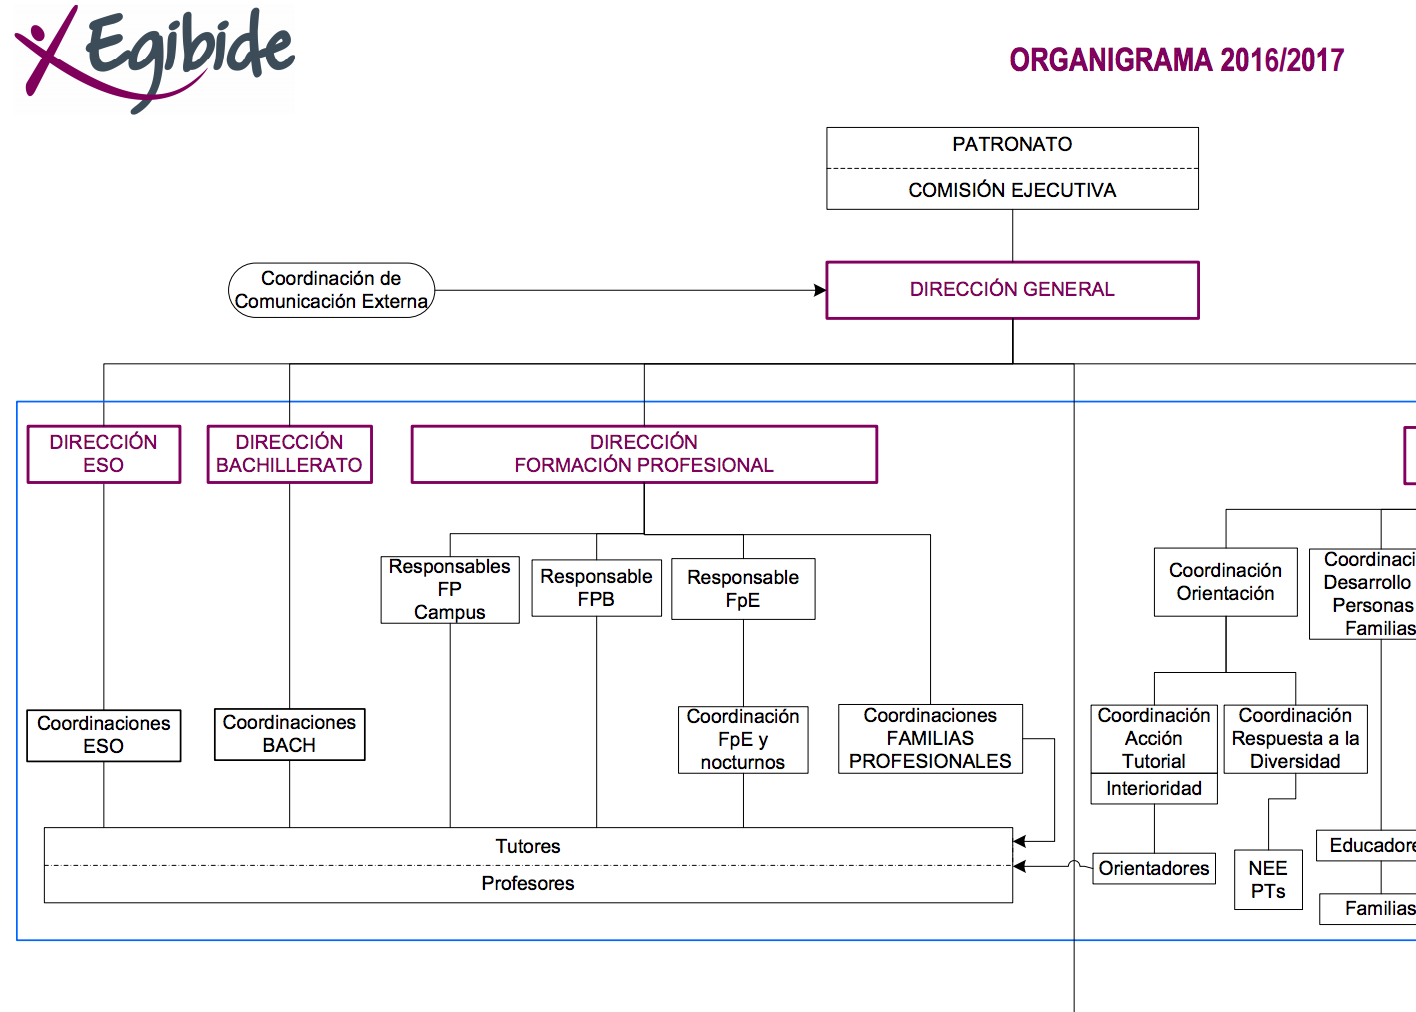 Egibide
ORGANIGRAMA 2016/2017
PATRONATO
COMISIÓN EJECUTIVA
Coordinación de
Comunicación Externa
DIRECCIÓN GENERAL
DIRECCIÓN
ESO
DIRECCIÓN
BACHILLERATO
DIRECCIÓN
FORMACIÓN PROFESIONAL
Responsables
FP
Campus
Responsable
FPB
Responsable
FpE
Coordinación
Orientación
Coordinaci
Desarrollo
Personas
Familias
Coordinaciones
ESO
Coordinaciones
BACH
Coordinación
FpE y
nocturnos
Coordinaciones
FAMILIAS
PROFESIONALES
Coordinación
Acción
Tutorial
Interioridad
Coordinación
Respuesta a la
Diversidad
Tutores
Profesores
Orientadores
NEE
PTs
Educadore
Familias